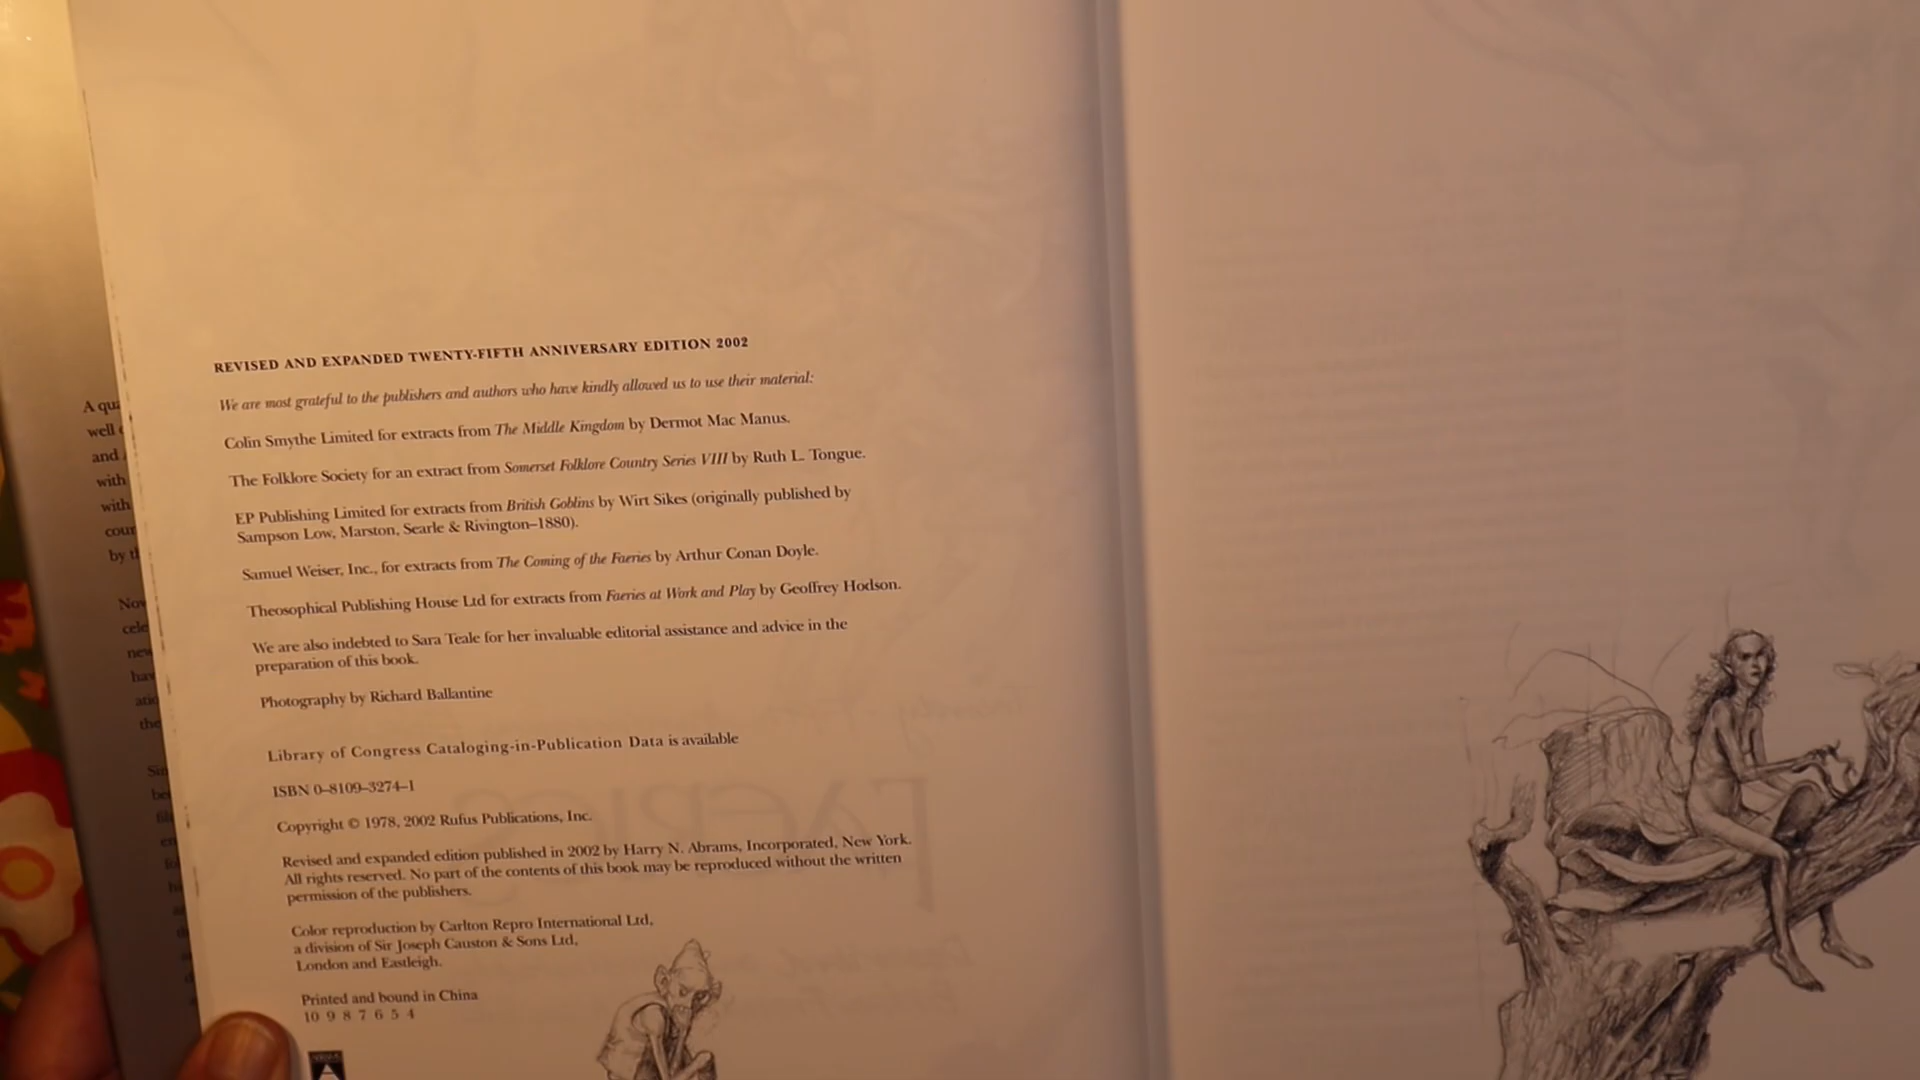 REVISED AND EXPANDED TWENTY-FIFTH ANNIVERSARY EDITION 2002
We are most grateful to the publishers and authors who have kindly allowed us to use their material:
Colin Smythe Limited for extracts from The Middle Kingdom by Dermot Mac Manus.
The Folklore Society for an extract from Somerset Folklore Country Series VIII by Ruth L. Tongue.
EP Publishing Limited for extracts from British Goblins by Wirt Sikes (originally published by
Sampson Low, Marston, Searle & Rivington–1880).
Samuel Weiser, Inc., for extracts from The Coming of the Faeries by Arthur Conan Doyle.
Theosophical Publishing House Ltd for extracts from Faeries at Work and Play by Geoffrey Hodson.
We are also indebted to Sara Teale for her invaluable editorial assistance and advice in the
preparation of this book.
Photography by Richard Ballantine
Library of Congress Cataloging-in-Publication Data is available
ISBN 0–8109–3274–1
Copyright © 1978, 2002 Rufus Publications, Inc.
Revised and expanded edition published in 2002 by Harry N. Abrams, Incorporated, New York.
All rights reserved. No part of the contents of this book may be reproduced without the written
permission of the publishers.
Color reproduction by Carlton Repro International Ltd,
a division of Sir Joseph Causton & Sons Ltd,
London and Eastleigh.
Printed and bound in China
10 9 8 7 6 5 4
A
well
and
with
with
by